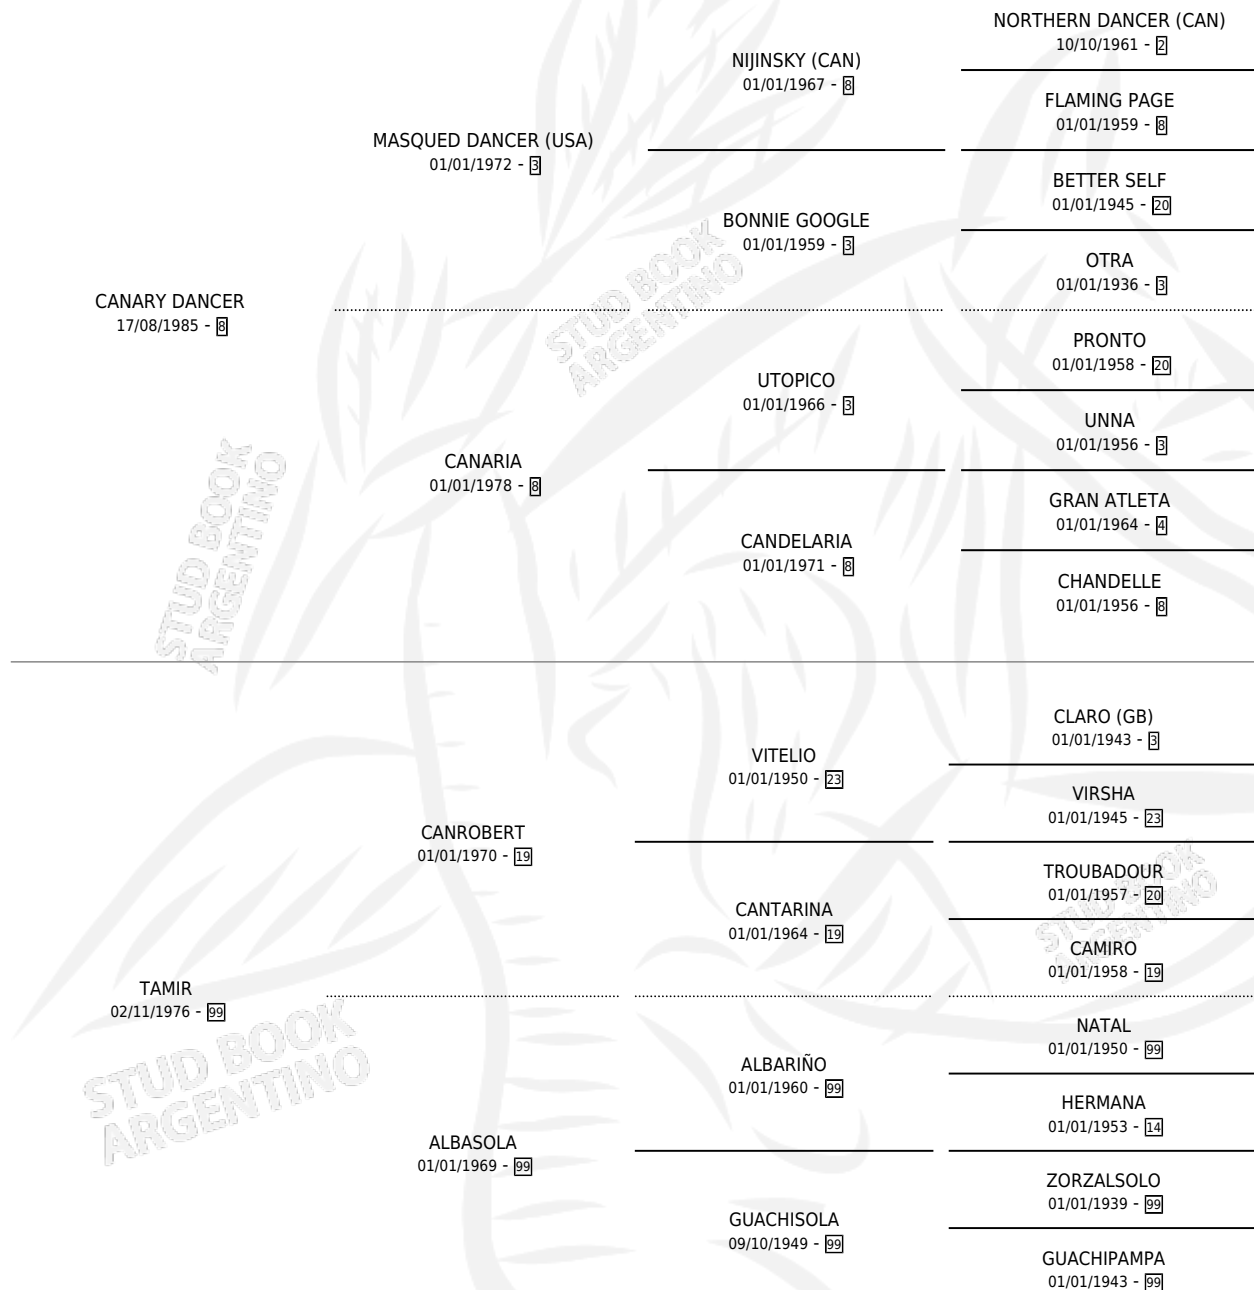 NORTHERN DANCER (CAN)
10/10/1961 - 2
NIJINSKY (CAN)
01/01/1967 - 8
FLAMING PAGE
01/01/1959 - 8
MASQUED DANCER (USA)
01/01/1972 - 3
BETTER SELF
01/01/1945 - 20
BONNIE GOOGLE
01/01/1959 - 3
OTRA
01/01/1936 - 3
CANARY DANCER
17/08/1985 - 8
PRONTO
01/01/1958 - 20
UTOPICO
01/01/1966 - 3
UNNA
01/01/1956 - 3
CANARIA
01/01/1978 - 8
GRAN ATLETA
01/01/1964 - 4
CANDELARIA
01/01/1971 - 8
CHANDELLE
01/01/1956 - 8
CLARO (GB)
01/01/1943 - 3
VITELIO
01/01/1950 - 23
VIRSHA
01/01/1945 - 23
CANROBERT
01/01/1970 - 19
TROUBADOUR
01/01/1957 - 20
CANTARINA
01/01/1964 - 19
CAMIRO
01/01/1958 - 19
TAMIR
02/11/1976 - 99
NATAL
01/01/1950 - 99
ALBARIÑO
01/01/1960 - 99
HERMANA
01/01/1953 - 14
ALBASOLA
01/01/1969 - 99
ZORZALSOLO
01/01/1939 - 99
GUACHISOLA
09/10/1949 - 99
GUACHIPAMPA
01/01/1943 - 99
STUD BOOK
ARGENTINO
STUD BOOK
ARGENTINO
STUD BOOK
ARGENTINO
STUD BOOK
ARGENTINO